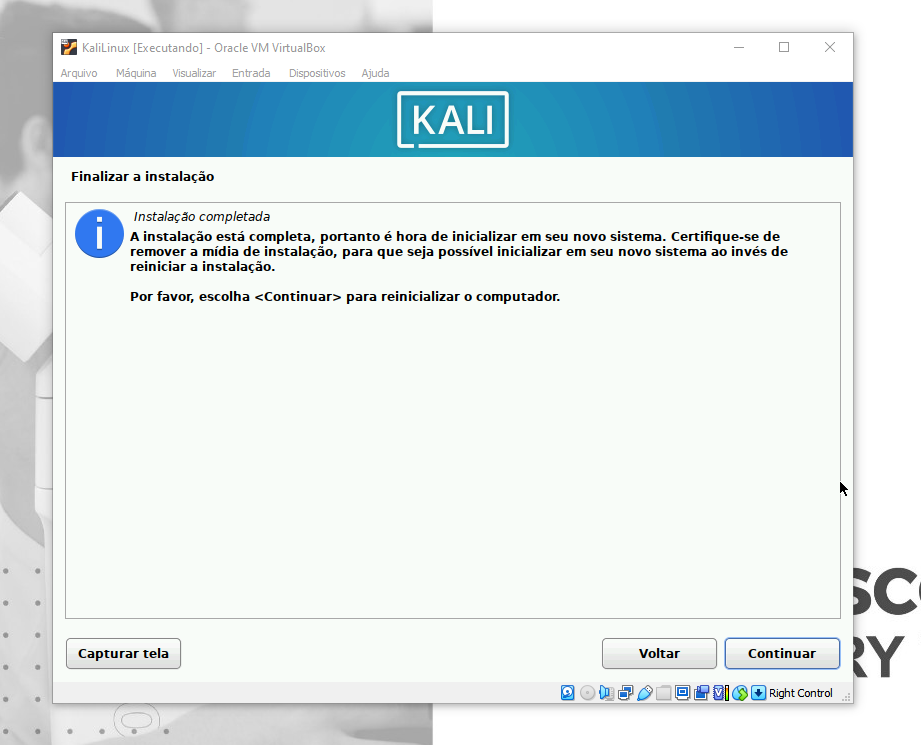 KaliLinux [Executando] - Oracle VM VirtualBox
Arquivo Máquina Visualizar Entrada Dispositivos Ajuda
KALI
Finalizar a instalação
Instalação completada
A instalação está completa, portanto é hora de inicializar em seu novo sistema. Certifique-se de
remover a mídia de instalação, para que seja possível inicializar em seu novo sistema ao invés de
reiniciar a instalação.
Por favor, escolha <Continuar> para reinicializar o computador.
Capturar tela
Voltar
Continuar
Right Control